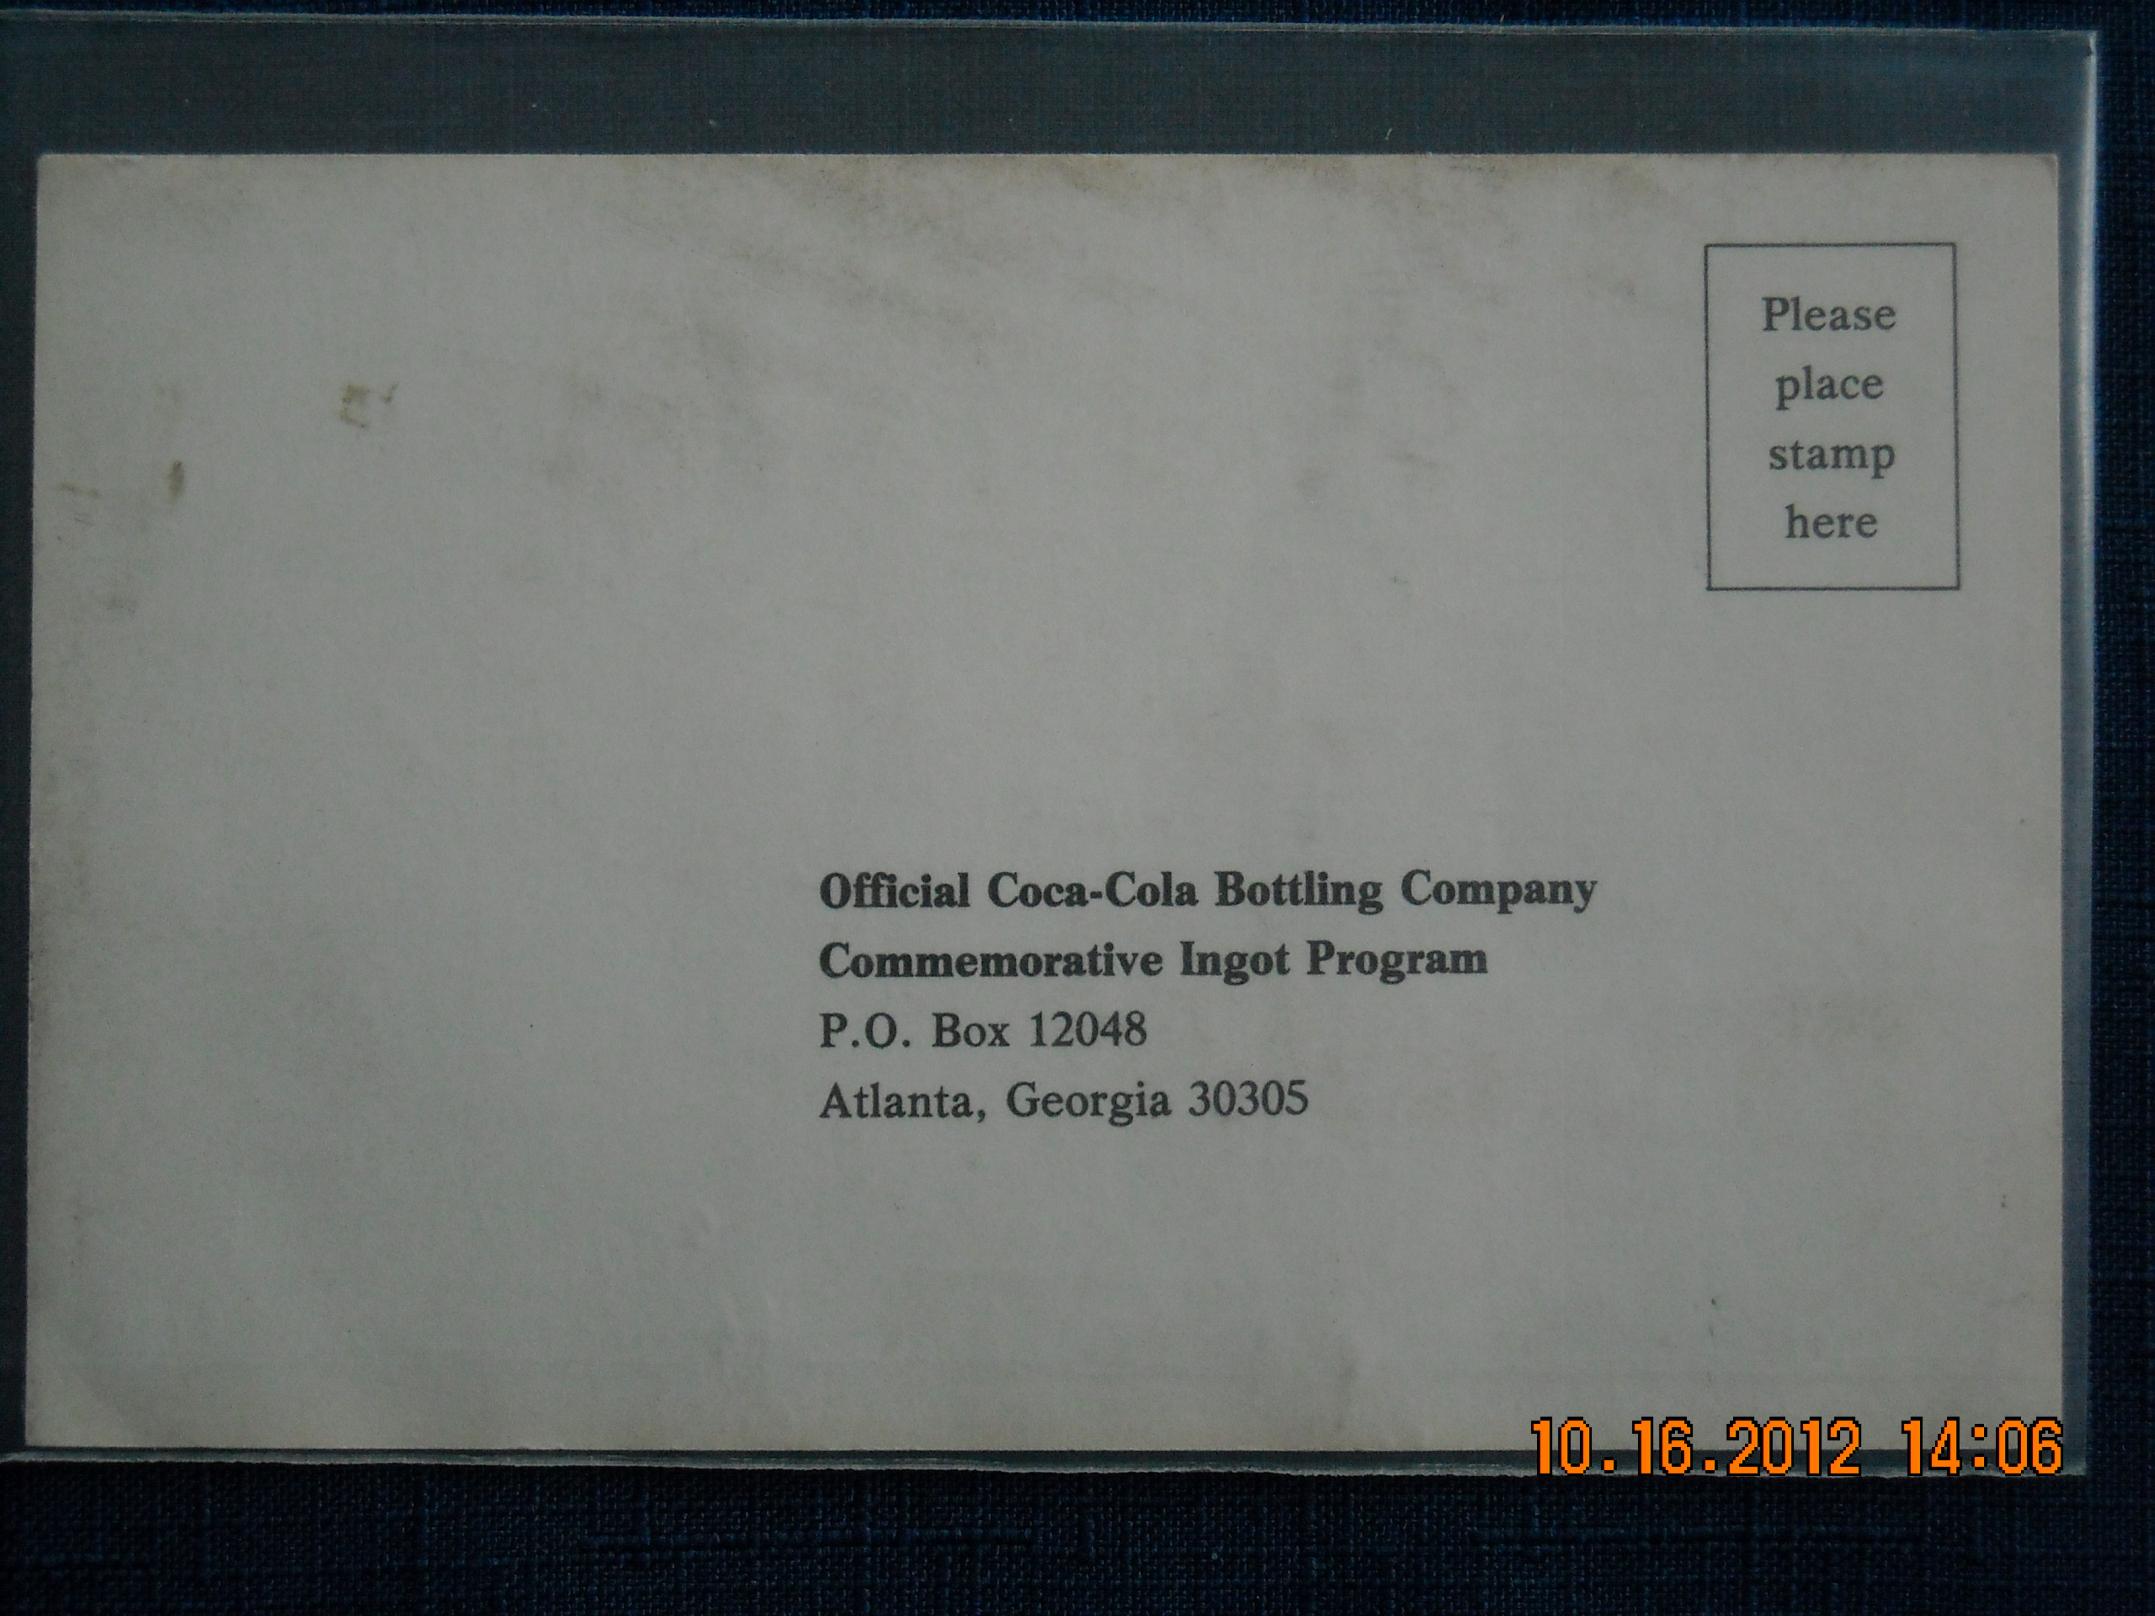 Please
place
stamp
here
Official Coca-Cola Bottling Company
Commemorative Ingot Program
P.O. Box 12048
Atlanta, Georgia 30305
10.16.2012 14:06